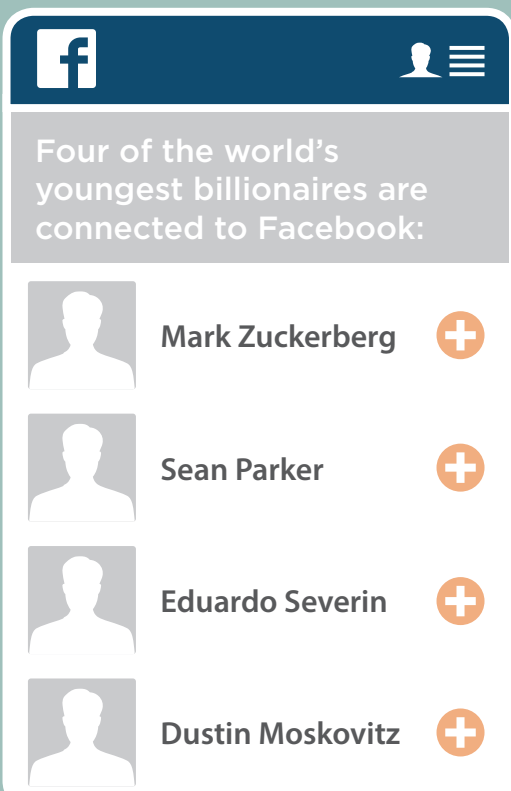 f
Four of the world's
youngest billionaires are
connected to Facebook:
Mark Zuckerberg
Sean Parker
Eduardo Severin
Dustin Moskovitz